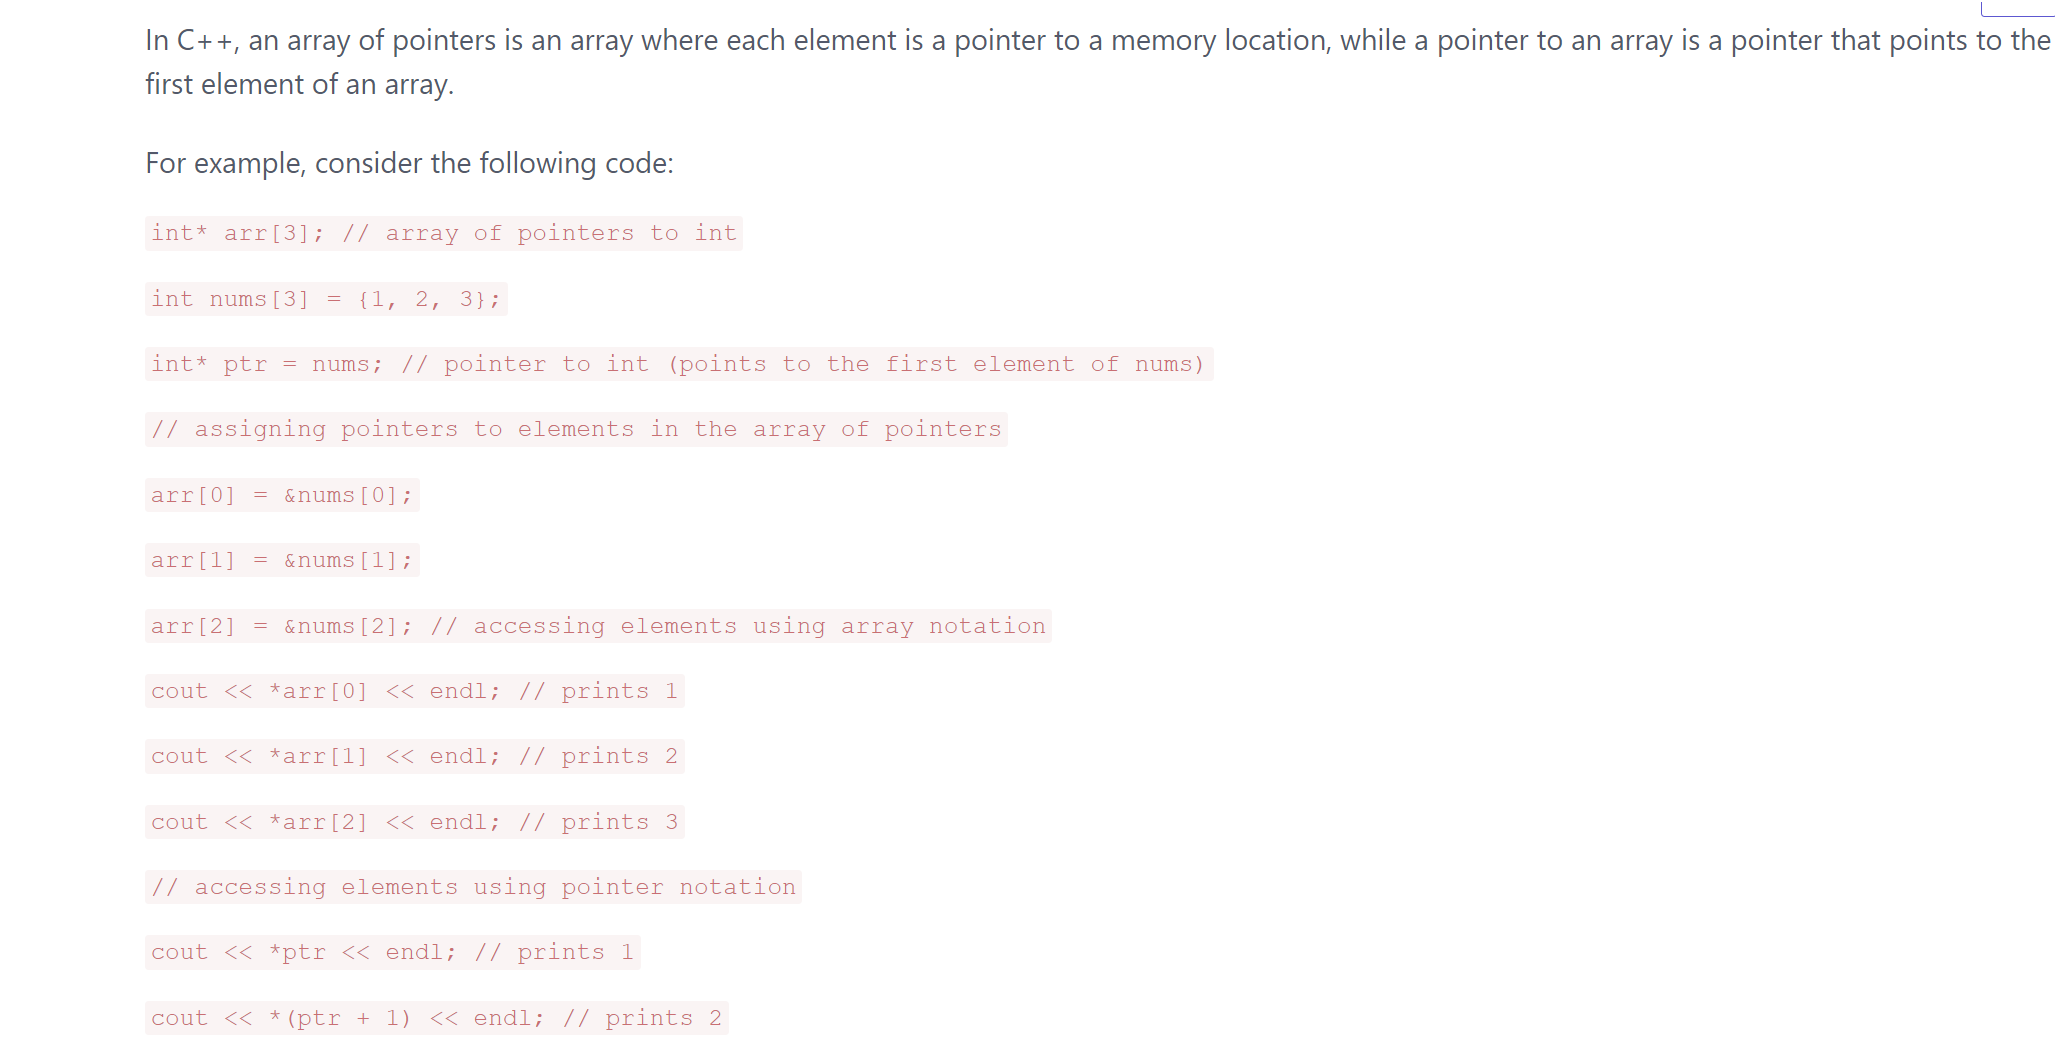 In C++, an array of pointers is an array where each element is a pointer to a memory location, while a pointer to an array is a pointer that points to the
first element of an array.
For example, consider the following code:
int* arr[3]; // array of pointers to int
int nums[3] = {1, 2, 3};
int* ptr = nums; // pointer to int (points to the first element of nums)
// assigning pointers to elements in the array of pointers
arr[0] = &nums[0];
arr[1] = &nums[1];
arr[2] = &nums[2]; // accessing elements using array notation
cout << *arr[0] << endl; // prints 1
cout << *arr[1] << endl; // prints 2
cout << *arr[2] << endl; // prints 3
// accessing elements using pointer notation
cout << *ptr << endl; // prints 1
cout << *(ptr + 1) << endl; // prints 2